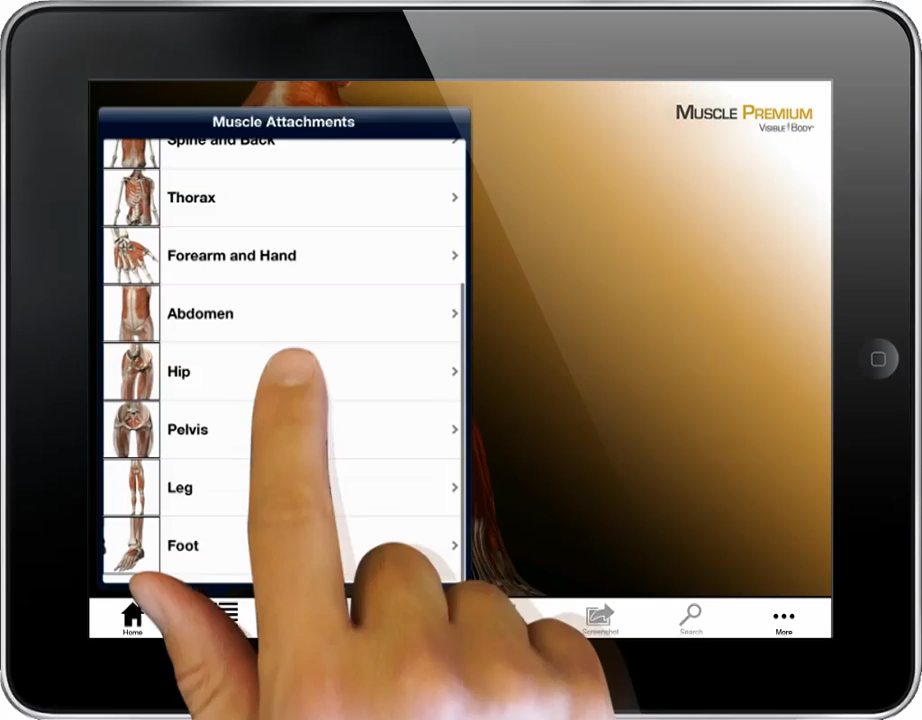 Muscle Attachments
MUSCLE PREMIUM
VISIBLE BODY
Spine and Back
Thorax
Forearm and Hand
Abdomen
Hip
Pelvis
Leg
Foot
Home
Screenshot
Search
More